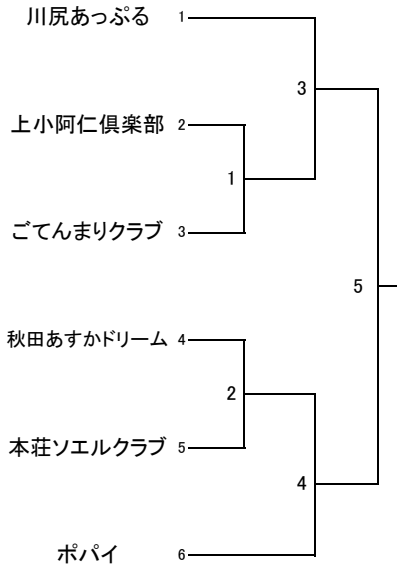 川尻あっぷる 1
3
上小阿仁倶楽部 2
1
ごてんまりクラブ 3
5
秋田あすかドリーム 4
2
本荘ソエルクラブ 5
4
ポパイ 6